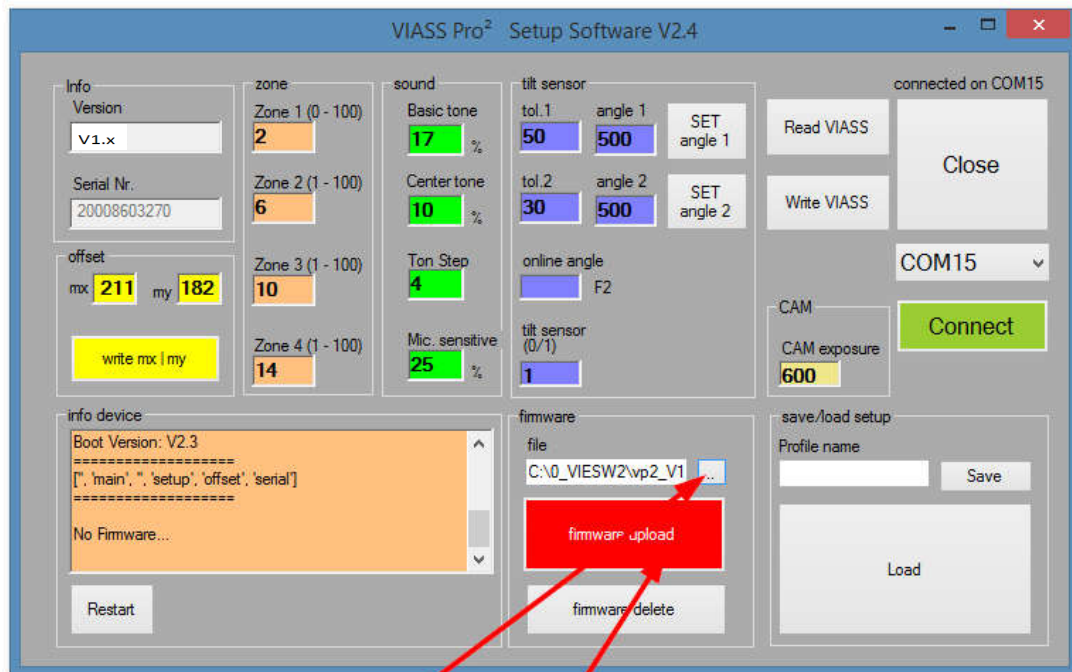 VIASS Pro² Setup Software V2.4
Info
Version
V1.x
Serial Nr.
20008603270
offset
mx 211 my 182
write mx | my
zone
Zone 1 (0 - 100)
2
Zone 2 (1 - 100)
6
Zone 3 (1 - 100)
10
Zone 4 (1 - 100)
14
sound
Basic tone
17 %
Center tone
10 %
Ton Step
4
Mic. sensitive
25 %
tilt sensor
tol.1 angle 1
50 500
SET
angle 1
tol.2 angle 2
30 500
SET
angle 2
online angle
F2
tilt sensor
(0/1)
1
Read VIASS
Write VIASS
connected on COM15
Close
COM15
Connect
CAM
CAM exposure
600
info device
Boot Version: V2.3
===================
['', 'main', '', 'setup', 'offset', 'serial']
===================
No Firmware...
Restart
firmware
file
C:\0_VIESW2\vp2_V1 ..
firmware upload
firmware delete
save/load setup
Profile name
Save
Load